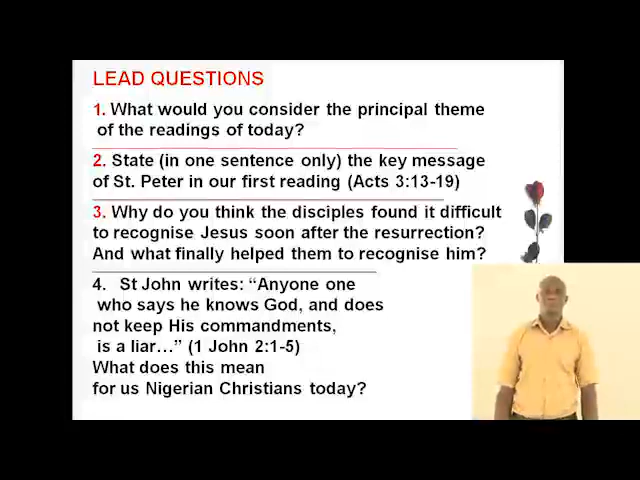 LEAD QUESTIONS
1. What would you consider the principal theme
of the readings of today?
2. State (in one sentence only) the key message
of St. Peter in our first reading (Acts 3:13-19)
3. Why do you think the disciples found it difficult
to recognise Jesus soon after the resurrection?
And what finally helped them to recognise him?
4. St John writes: “Anyone one
who says he knows God, and does
not keep His commandments,
is a liar…” (1 John 2:1-5)
What does this mean
for us Nigerian Christians today?